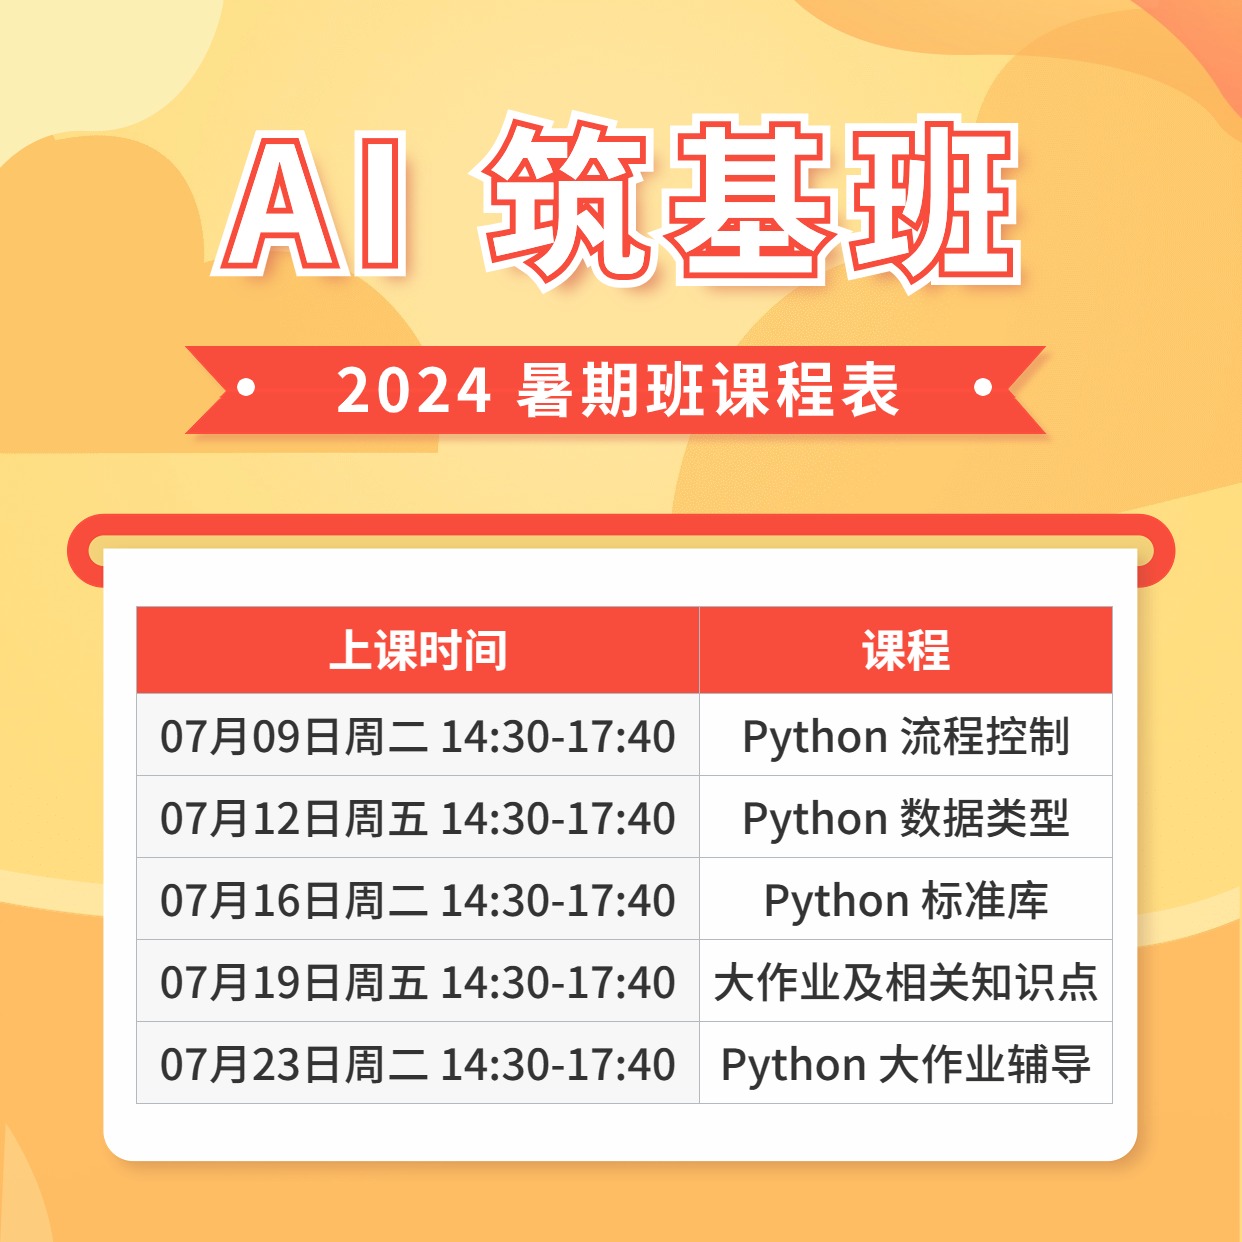 AI 筑基班
2024 暑期班课程表
上课时间 课程
07月09日周二 14:30-17:40 Python 流程控制
07月12日周五 14:30-17:40 Python 数据类型
07月16日周二 14:30-17:40 Python 标准库
07月19日周五 14:30-17:40 大作业及相关知识点
07月23日周二 14:30-17:40 Python 大作业辅导